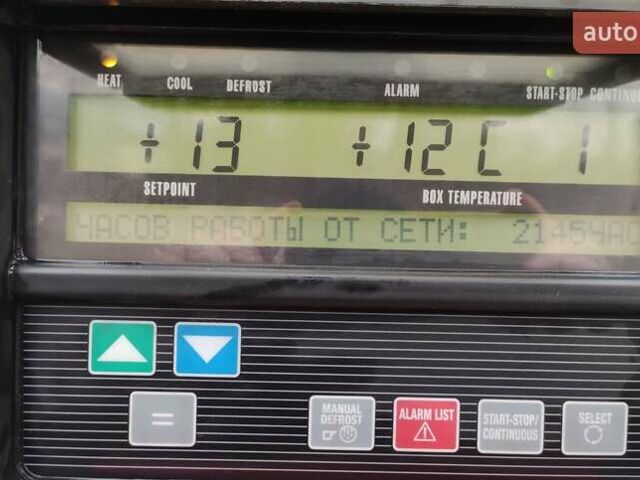 auto
HEAT COOL DEFROST ALARM START-STOP CONTINUOUS
+13 +12C 1
SETPOINT BOX TEMPERATURE
ЧАСОВ РАБОТЫ ОТ СЕТИ: 2145ЧАС
=
MANUAL
DEFROST
ALARM LIST
START-STOP/
CONTINUOUS
SELECT